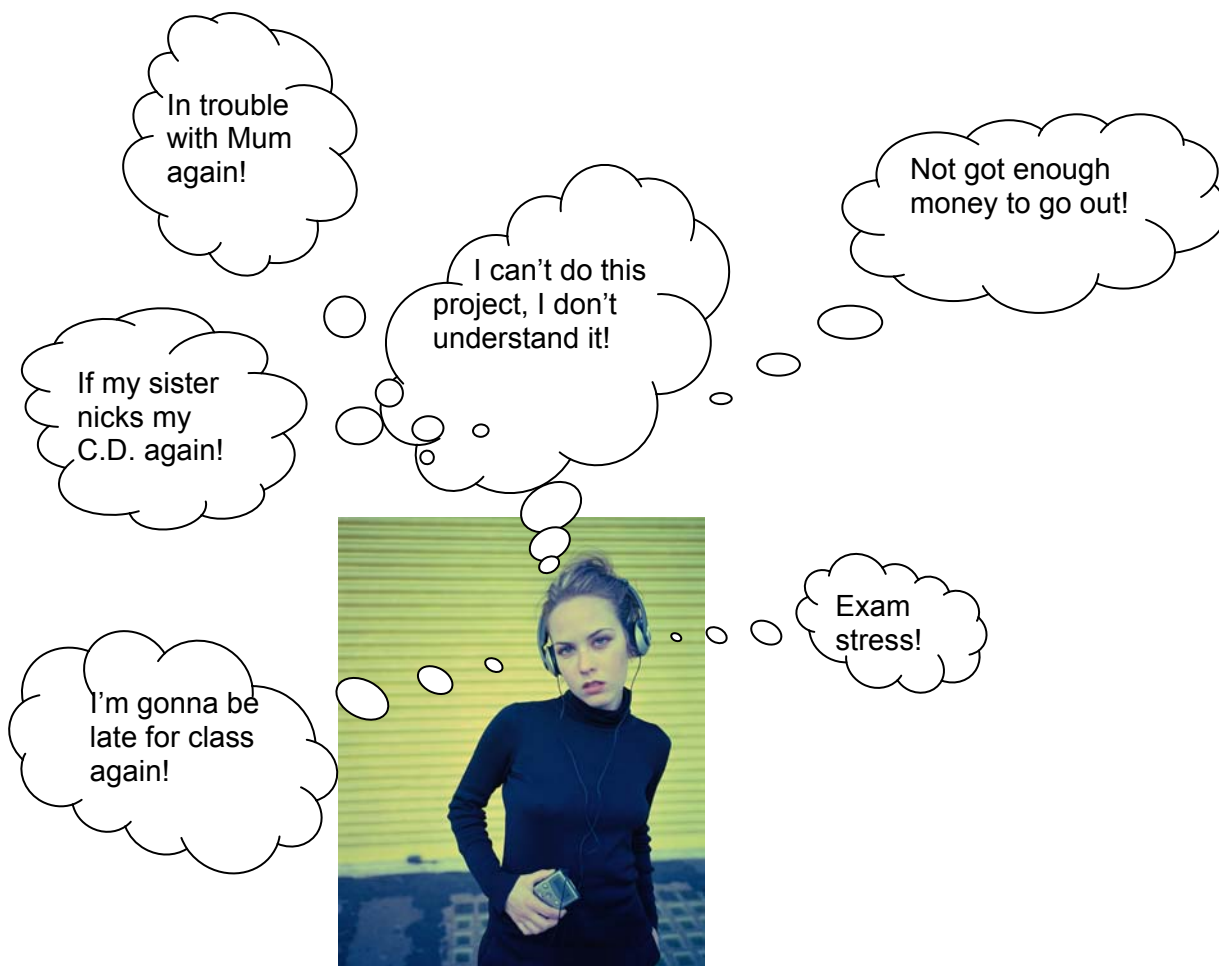 In trouble
with Mum
again!
Not got enough
money to go out!
I can't do this
project, I don't
understand it!
If my sister
nicks my
C.D. again!
Exam
stress!
I'm gonna be
late for class
again!